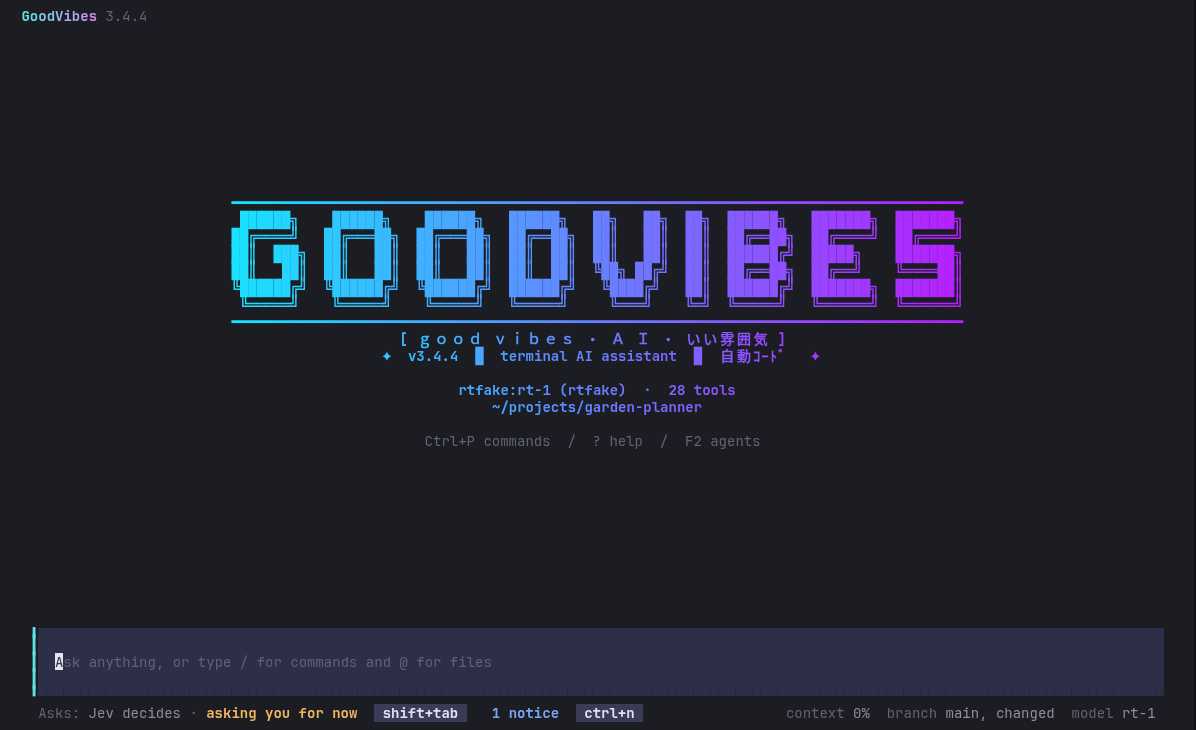 GoodVibes 3.4.4
GOODVIBES
[ ｇｏｏｄ ｖｉｂｅｓ · Ａ Ｉ · いい雰囲気 ]
✦ v3.4.4 █ terminal AI assistant █ 自動ｺｰﾄﾞ ✦
rtfake:rt-1 (rtfake) · 28 tools
~/projects/garden-planner
Ctrl+P commands / ? help / F2 agents
Ask anything, or type / for commands and @ for files
Asks: Jev decides · asking you for now shift+tab 1 notice ctrl+n context 0% branch main, changed model rt-1